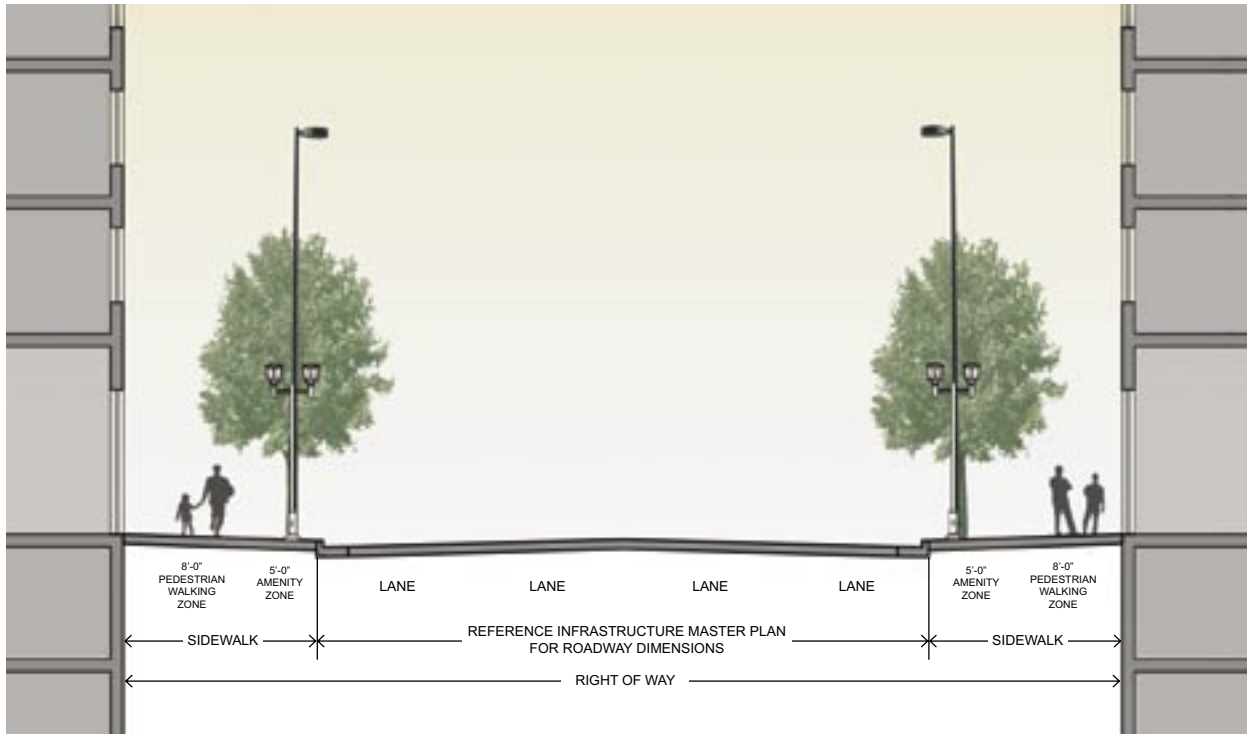 8'-0"
PEDESTRIAN
WALKING
ZONE
5'-0"
AMENITY
ZONE
LANE
LANE
LANE
LANE
5'-0"
AMENITY
ZONE
8'-0"
PEDESTRIAN
WALKING
ZONE
SIDEWALK
REFERENCE INFRASTRUCTURE MASTER PLAN
FOR ROADWAY DIMENSIONS
SIDEWALK
RIGHT OF WAY